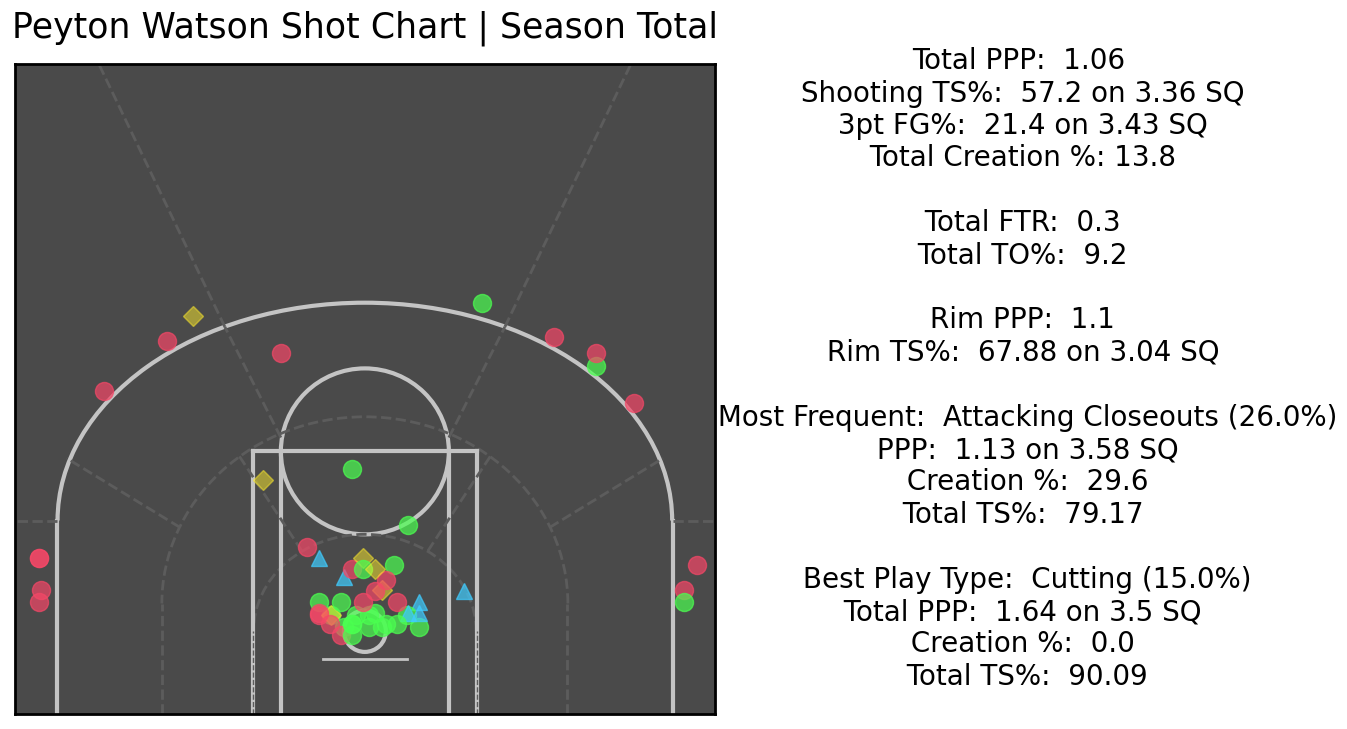 Peyton Watson Shot Chart | Season Total
Total PPP:  1.06
Shooting TS%:  57.2 on 3.36 SQ
3pt FG%:  21.4 on 3.43 SQ
Total Creation %: 13.8
Total FTR:  0.3
Total TO%:  9.2
Rim PPP:  1.1
Rim TS%:  67.88 on 3.04 SQ
Most Frequent:  Attacking Closeouts (26.0%)
PPP:  1.13 on 3.58 SQ
Creation %:  29.6
Total TS%:  79.17
Best Play Type:  Cutting (15.0%)
Total PPP:  1.64 on 3.5 SQ
Creation %:  0.0
Total TS%:  90.09